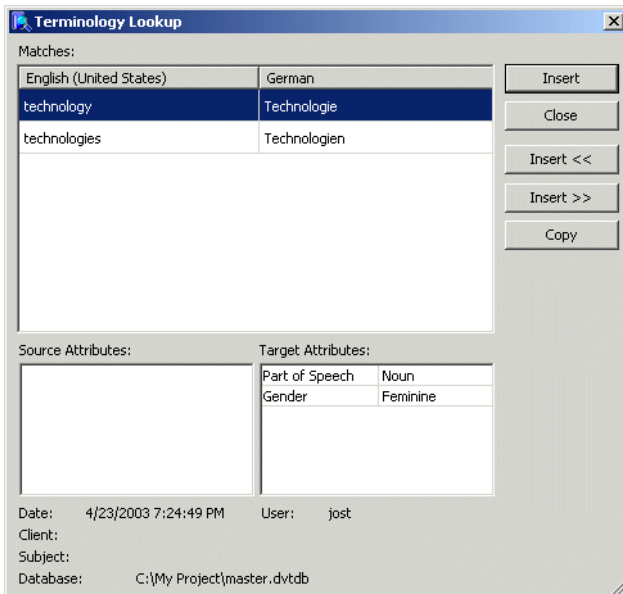 Terminology Lookup
Matches:
English (United States) German
technology Technologie
technologies Technologien
Insert
Close
Insert <<
Insert >>
Copy
Source Attributes: Target Attributes:
Part of Speech Noun
Gender Feminine
Date: 4/23/2003 7:24:49 PM User: jost
Client:
Subject:
Database: C:\My Project\master.dvtdb